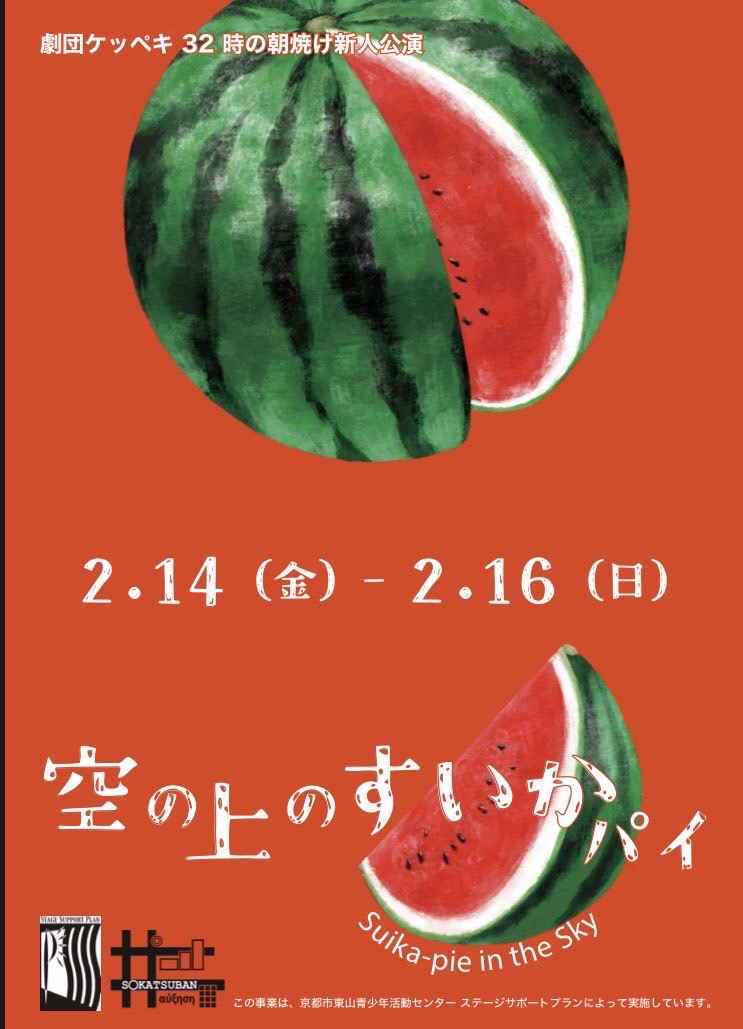 劇団ケッペキ 32 時の朝焼け新人公演
2.14（金）- 2.16（日）
空の上のすいかパイ
Suika-pie in the Sky
STAGE SUPPORT PLAN
SOKATSUBAN
αύξηση
この事業は、京都市東山青少年活動センター ステージサポートプランによって実施しています。